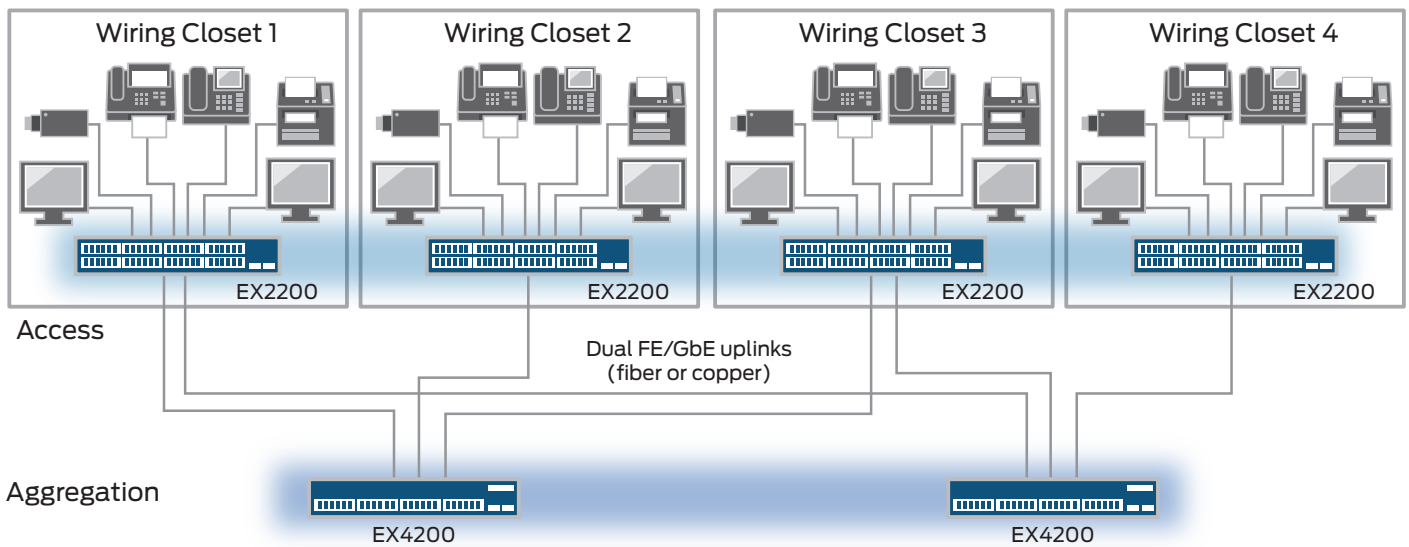 Wiring Closet 1
Wiring Closet 2
Wiring Closet 3
Wiring Closet 4
EX2200
EX2200
EX2200
EX2200
Access
Dual FE/GbE uplinks
(fiber or copper)
Aggregation
EX4200
EX4200